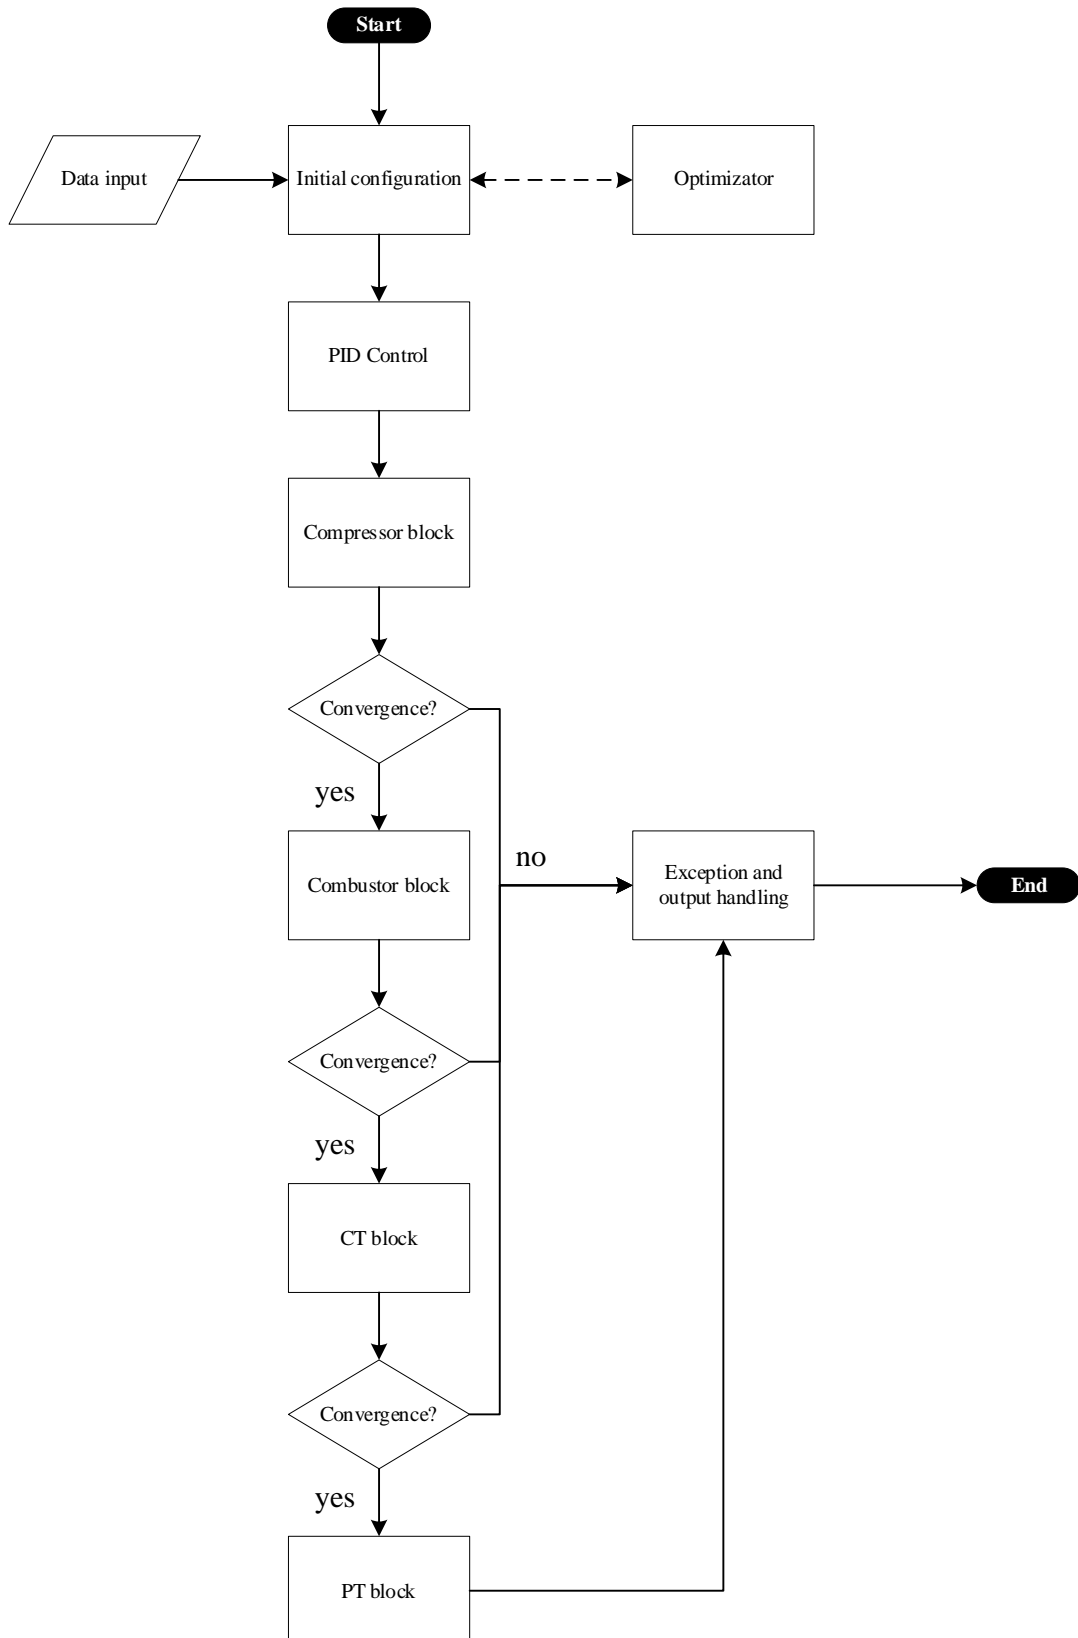 Start
Data input
Initial configuration
Optimizator
PID Control
Compressor block
Convergence?
yes
no
Combustor block
Exception and
output handling
End
Convergence?
yes
CT block
Convergence?
yes
PT block